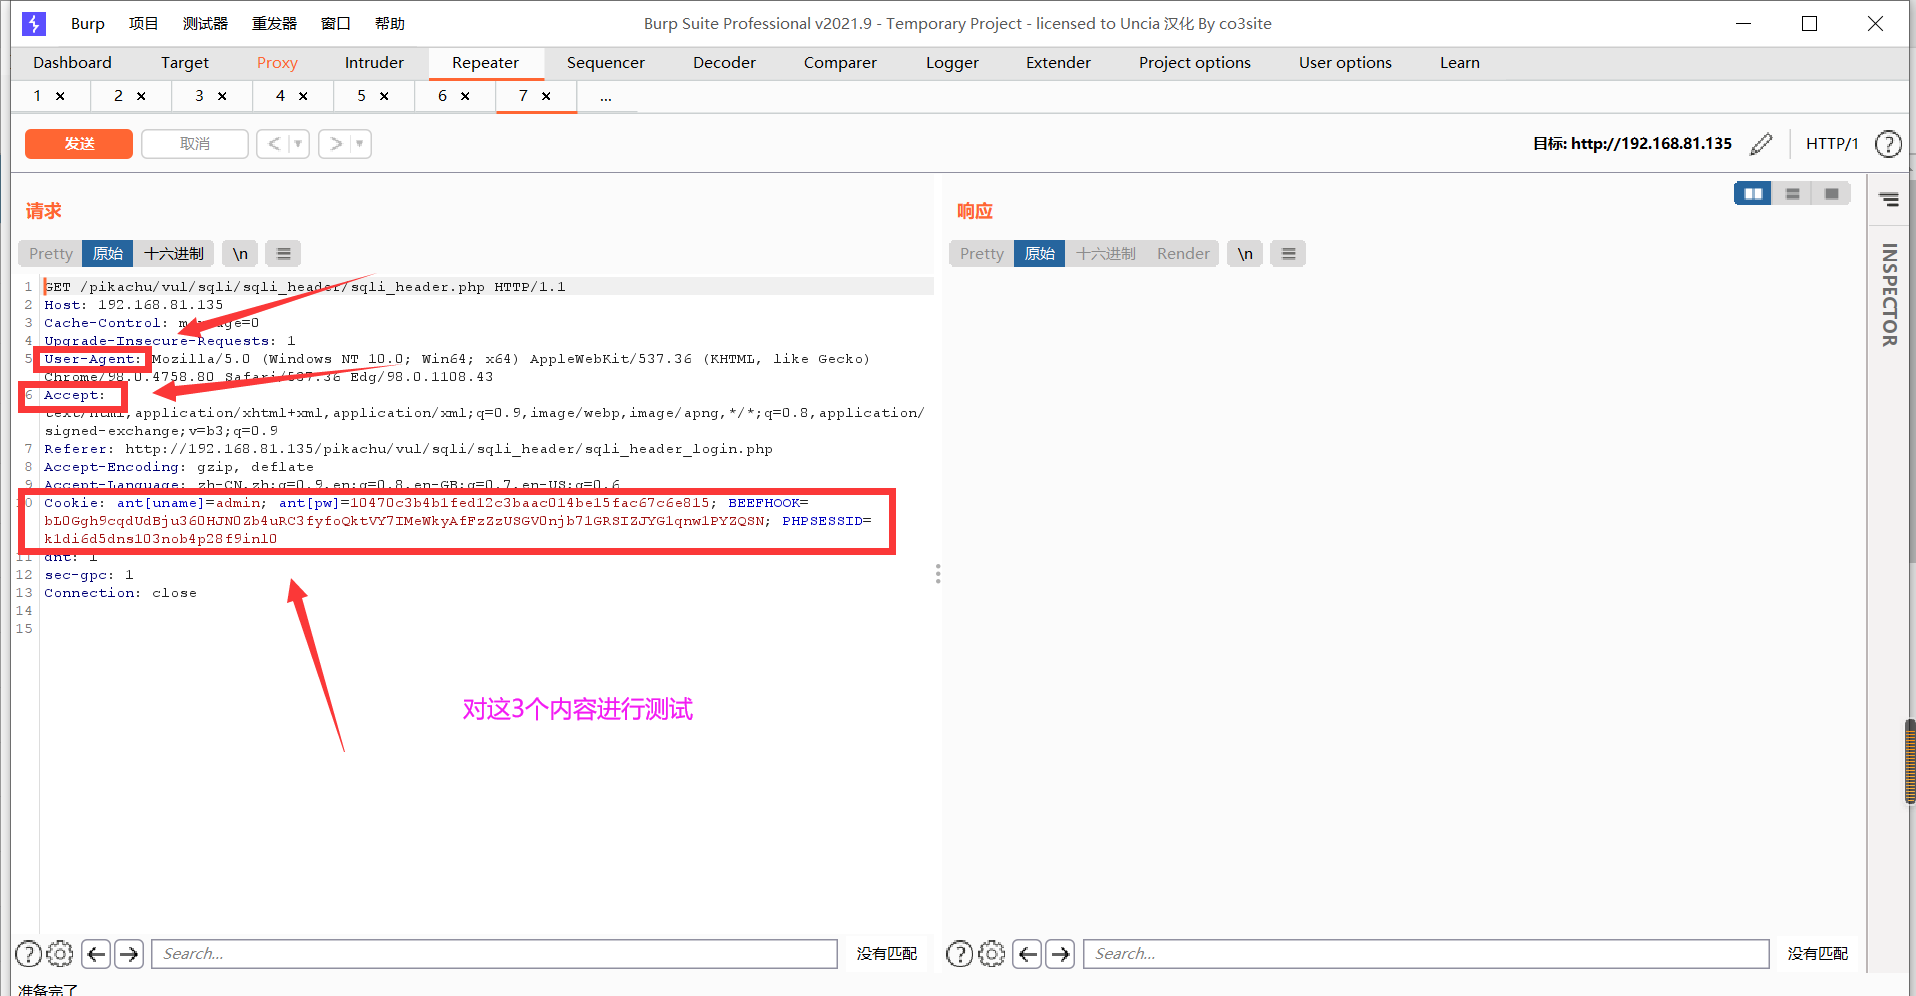 Burp 项目 测试器 重发器 窗口 帮助 Burp Suite Professional v2021.9 - Temporary Project - licensed to Uncia 汉化 By co3site
Dashboard Target Proxy Intruder Repeater Sequencer Decoder Comparer Logger Extender Project options User options Learn
1 × 2 × 3 × 4 × 5 × 6 × 7 × ...
发送 取消 < > 目标: http://192.168.81.135 HTTP/1 ?
请求
Pretty 原始 十六进制 \n
1 GET /pikachu/vul/sqli/sqli_header/sqli_header.php HTTP/1.1
2 Host: 192.168.81.135
3 Cache-Control: max-age=0
4 Upgrade-Insecure-Requests: 1
5 User-Agent: Mozilla/5.0 (Windows NT 10.0; Win64; x64) AppleWebKit/537.36 (KHTML, like Gecko)
Chrome/98.0.4758.80 Safari/537.36 Edg/98.0.1108.43
6 Accept:
text/html,application/xhtml+xml,application/xml;q=0.9,image/webp,image/apng,*/*;q=0.8,application/
signed-exchange;v=b3;q=0.9
7 Referer: http://192.168.81.135/pikachu/vul/sqli/sqli_header/sqli_header_login.php
8 Accept-Encoding: gzip, deflate
9 Accept-Language: zh-CN,zh;q=0.9,en;q=0.8,en-GB;q=0.7,en-US;q=0.6
10 Cookie: ant[uname]=admin; ant[pw]=10470c3b4b1fed12c3baac014be15fac67c6e815; BEEFHOOK=
bL0Ggh9cqdUdBju360HJN0Zb4uRC3fyfoQktVY7IMeWkyAfFzZzUSGV0njb71GRSIZJYG1qnw1PYZQSN; PHPSESSID=
k1di6d5dns103nob4p28f9in10
11 dnt: 1
12 sec-gpc: 1
13 Connection: close
14
15
对这3个内容进行测试
? Search... 没有匹配
响应
Pretty 原始 十六进制 Render \n
INSPECTOR
? Search... 没有匹配
准备完了